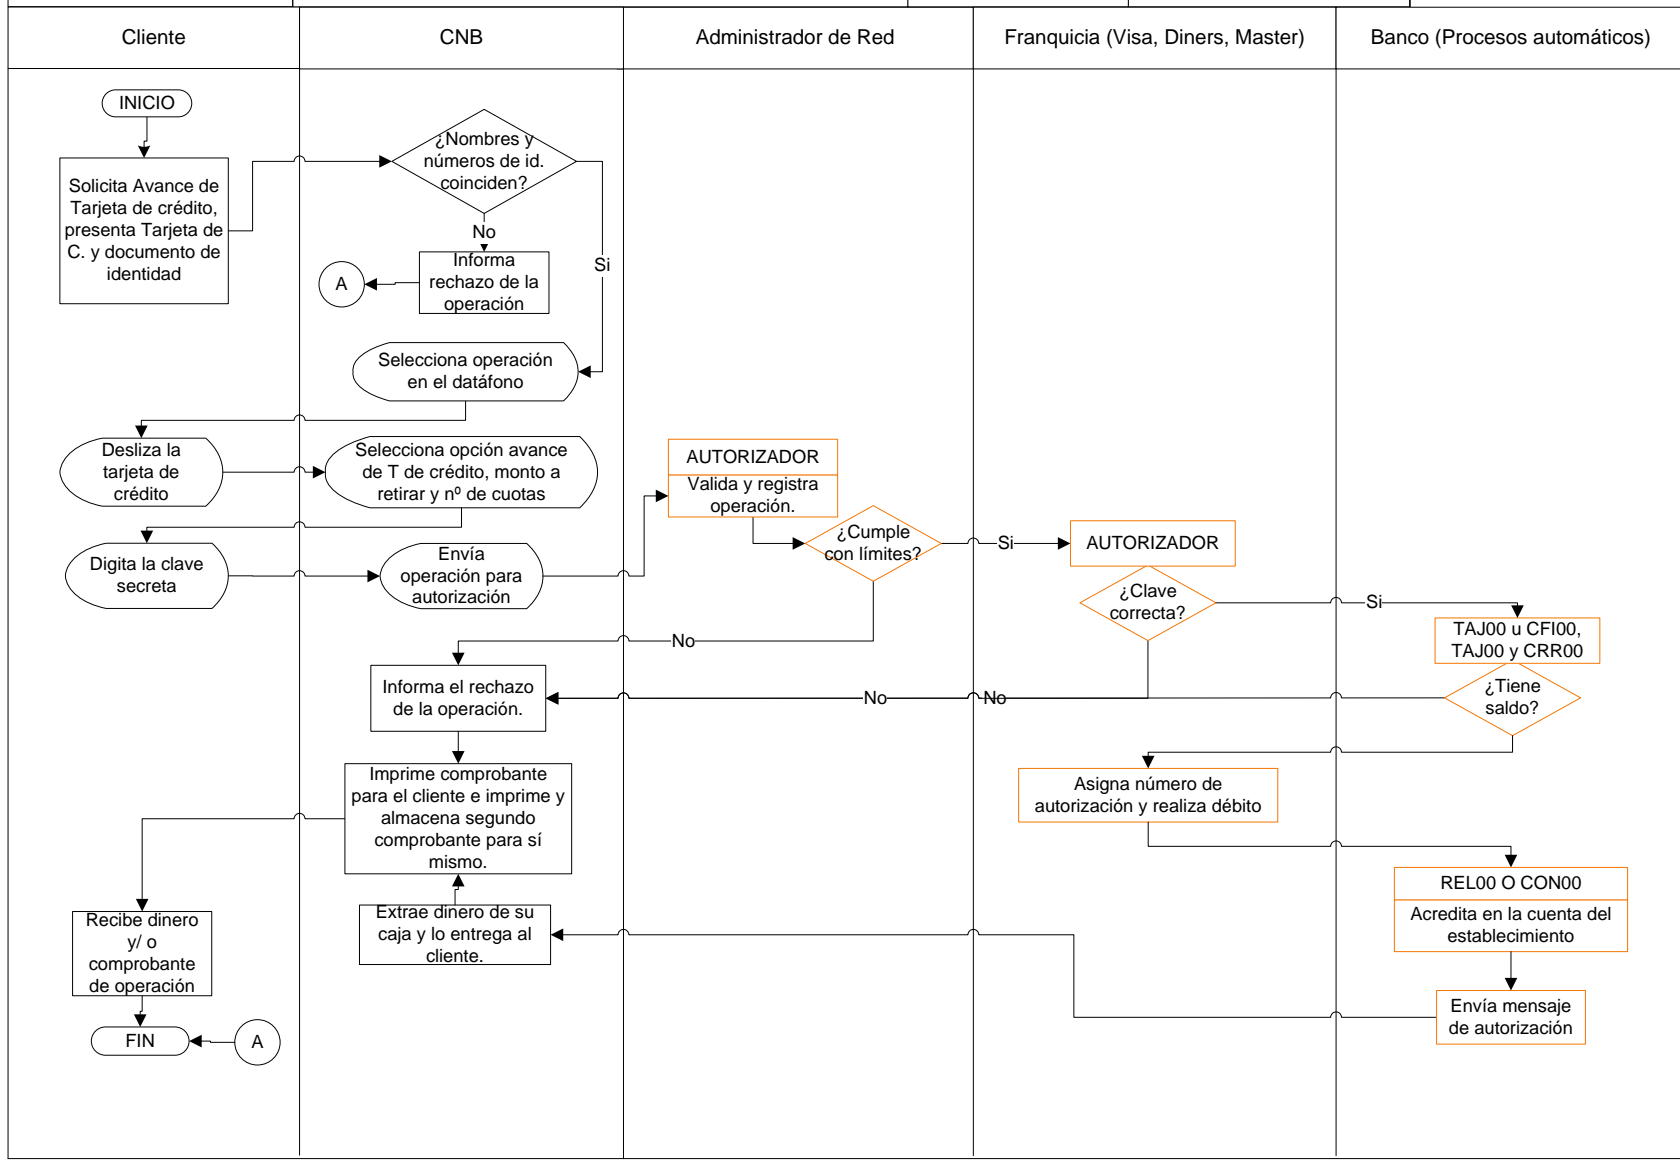 Cliente
CNB
Administrador de Red
Franquicia (Visa, Diners, Master)
Banco (Procesos automáticos)
INICIO
Solicita Avance de
Tarjeta de crédito,
presenta Tarjeta de
C. y documento de
identidad
¿Nombres y
números de id.
coinciden?
No
Si
Informa
rechazo de la
operación
A
Selecciona operación
en el datáfono
Desliza la
tarjeta de
crédito
Selecciona opción avance
de T de crédito, monto a
retirar y nº de cuotas
Digita la clave
secreta
Envía
operación para
autorización
AUTORIZADOR
Valida y registra
operación.
¿Cumple
con límites?
Si
No
AUTORIZADOR
¿Clave
correcta?
Si
No
TAJ00 u CFI00,
TAJ00 y CRR00
¿Tiene
saldo?
No
Informa el rechazo
de la operación.
Imprime comprobante
para el cliente e imprime y
almacena segundo
comprobante para sí
mismo.
Asigna número de
autorización y realiza débito
REL00 O CON00
Acredita en la cuenta del
establecimiento
Envía mensaje
de autorización
Extrae dinero de su
caja y lo entrega al
cliente.
Recibe dinero
y/ o
comprobante
de operación
FIN
A